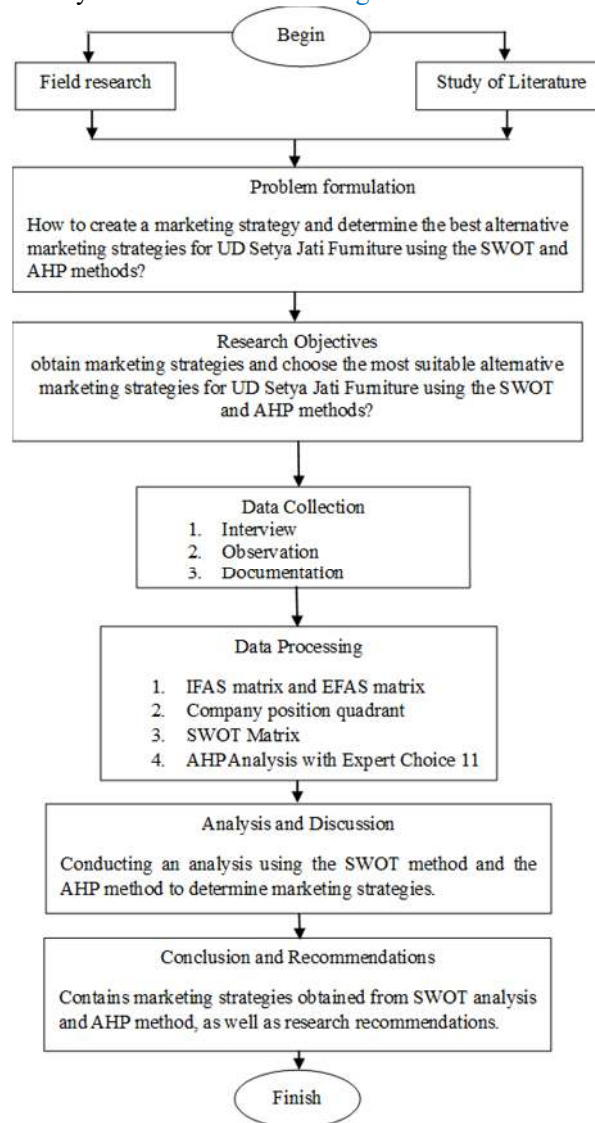 Begin
Field research
Study of Literature
Problem formulation
How to create a marketing strategy and determine the best alternative
marketing strategies for UD Setya Jati Furniture using the SWOT and
AHP methods?
Research Objectives
obtain marketing strategies and choose the most suitable alternative
marketing strategies for UD Setya Jati Furniture using the SWOT
and AHP methods?
Data Collection
1. Interview
2. Observation
3. Documentation
Data Processing
1. IFAS matrix and EFAS matrix
2. Company position quadrant
3. SWOT Matrix
4. AHP Analysis with Expert Choice 11
Analysis and Discussion
Conducting an analysis using the SWOT method and the
AHP method to determine marketing strategies.
Conclusion and Recommendations
Contains marketing strategies obtained from SWOT analysis
and AHP method, as well as research recommendations.
Finish